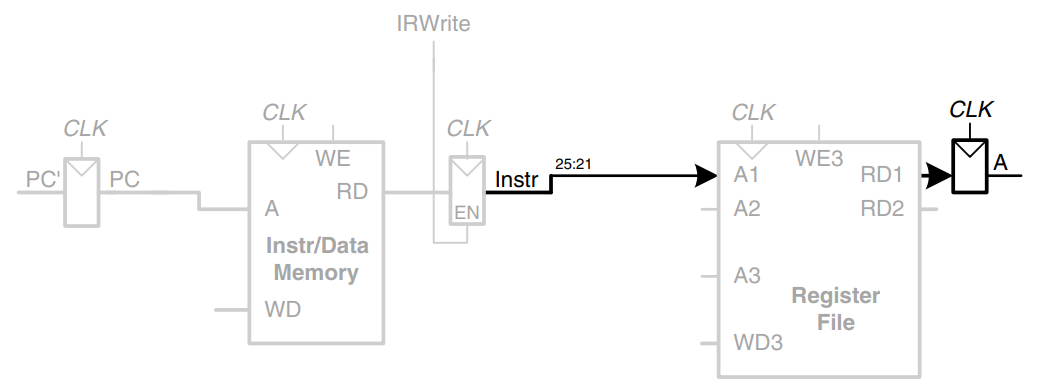 IRWrite
CLK
CLK
CLK
CLK
CLK
PC'
PC
WE
RD
A
Instr/Data
Memory
WD
EN
Instr
25:21
WE3
A1
RD1
A2
RD2
A3
Register
File
WD3
A